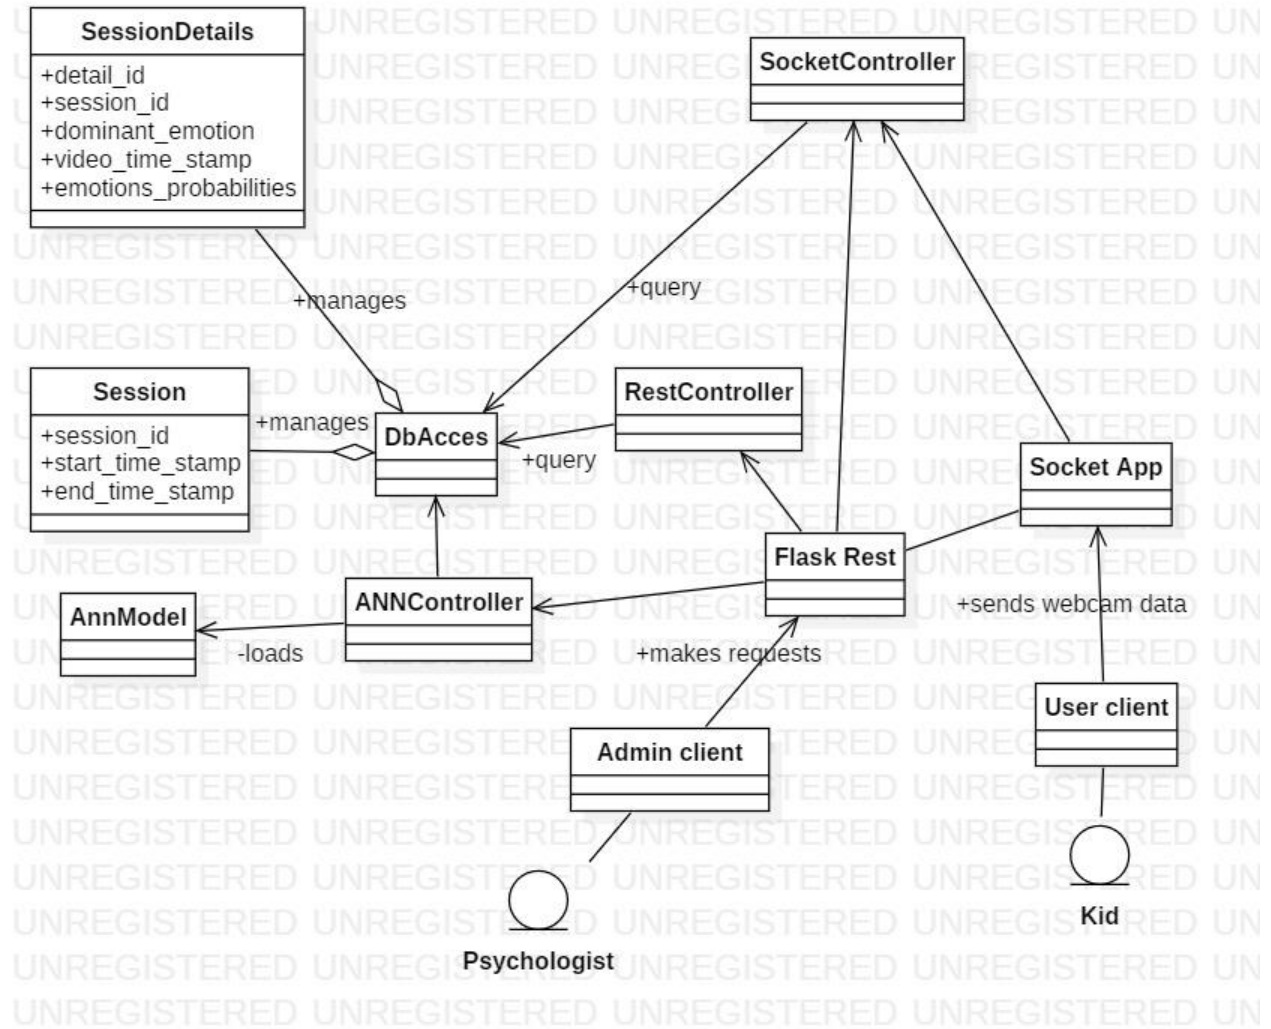 SessionDetails
+detail_id
+session_id
+dominant_emotion
+video_time_stamp
+emotions_probabilities
SocketController
+manages
+query
Session
+session_id
+start_time_stamp
+end_time_stamp
+manages
DbAcces
RestController
+query
Socket App
Flask Rest
AnnModel
ANNController
-loads
+makes requests
+sends webcam data
Admin client
User client
Psychologist
Kid
UNREGISTERED